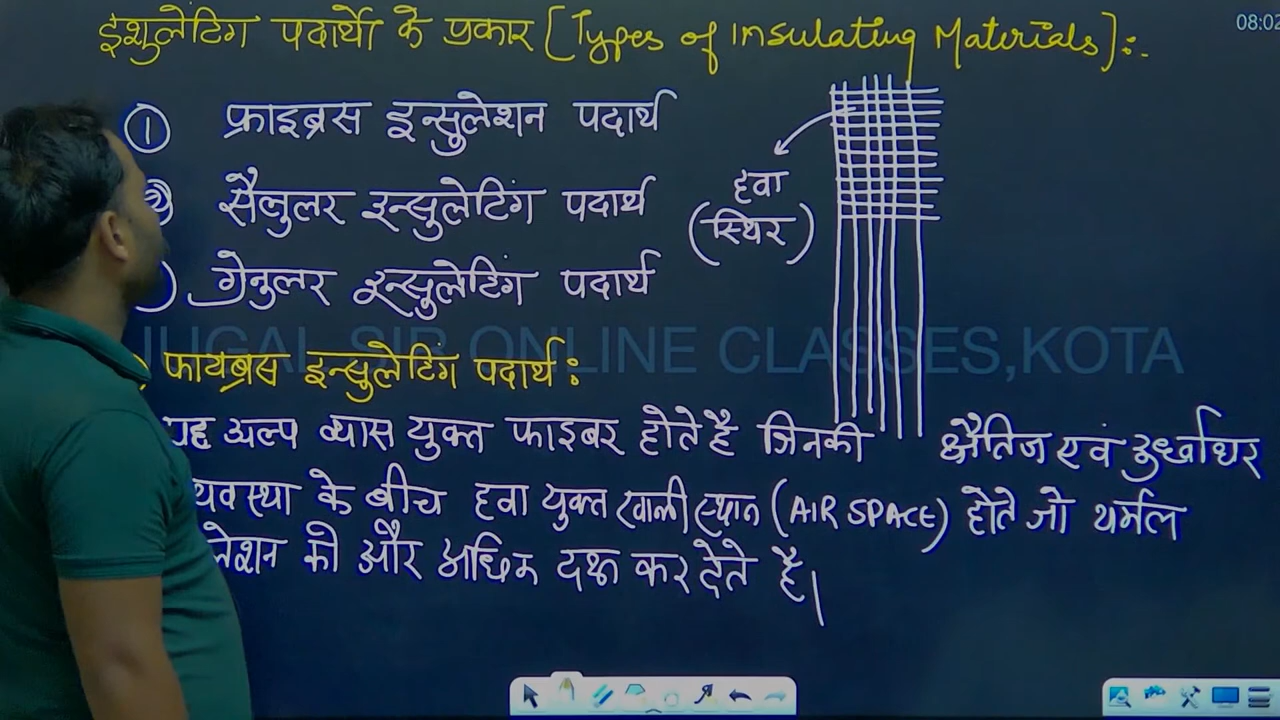 इंशुलेटिंग पदार्थो के प्रकार (Types of Insulating Materials):-
08:02
① फ्राइब्रस इन्सुलेशन पदार्थ
② सैलुलर इन्सुलेटिंग पदार्थ
ग्रेनुलर इन्सुलेटिंग पदार्थ
हवा
(स्थिर)
JUGAL SIR ONLINE CLASSES,KOTA
फायब्रस इन्सुलेटिंग पदार्थ :
यह अल्प व्यास युक्त फाइबर होते है जिनकी क्षैतिज एवं उर्ध्वाधर
व्यवस्था के बीच हवा युक्त खाली स्थान (AIR SPACE) होते जो थर्मल
लेशन को और अधिक दक्ष कर देते है।